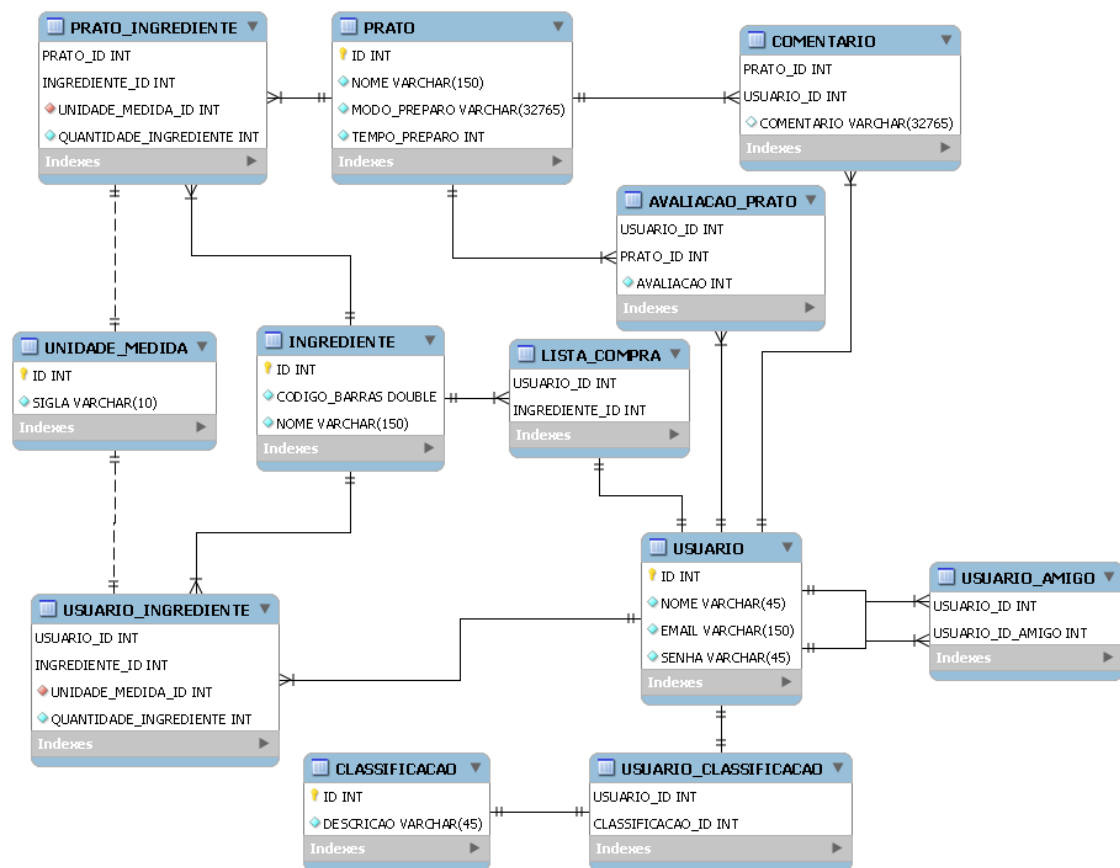 PRATO_INGREDIENTE
PRATO_ID INT
INGREDIENTE_ID INT
UNIDADE_MEDIDA_ID INT
QUANTIDADE_INGREDIENTE INT
Indexes
PRATO
ID INT
NOME VARCHAR(150)
MODO_PREPARO VARCHAR(32765)
TEMPO_PREPARO INT
Indexes
COMENTARIO
PRATO_ID INT
USUARIO_ID INT
COMENTARIO VARCHAR(32765)
Indexes
AVALIACAO_PRATO
USUARIO_ID INT
PRATO_ID INT
AVALIACAO INT
Indexes
UNIDADE_MEDIDA
ID INT
SIGLA VARCHAR(10)
Indexes
INGREDIENTE
ID INT
CODIGO_BARRAS DOUBLE
NOME VARCHAR(150)
Indexes
LISTA_COMPRA
USUARIO_ID INT
INGREDIENTE_ID INT
Indexes
USUARIO
ID INT
NOME VARCHAR(45)
EMAIL VARCHAR(150)
SENHA VARCHAR(45)
Indexes
USUARIO_AMIGO
USUARIO_ID INT
USUARIO_ID_AMIGO INT
Indexes
USUARIO_INGREDIENTE
USUARIO_ID INT
INGREDIENTE_ID INT
UNIDADE_MEDIDA_ID INT
QUANTIDADE_INGREDIENTE INT
Indexes
CLASSIFICACAO
ID INT
DESCRICAO VARCHAR(45)
Indexes
USUARIO_CLASSIFICACAO
USUARIO_ID INT
CLASSIFICACAO_ID INT
Indexes